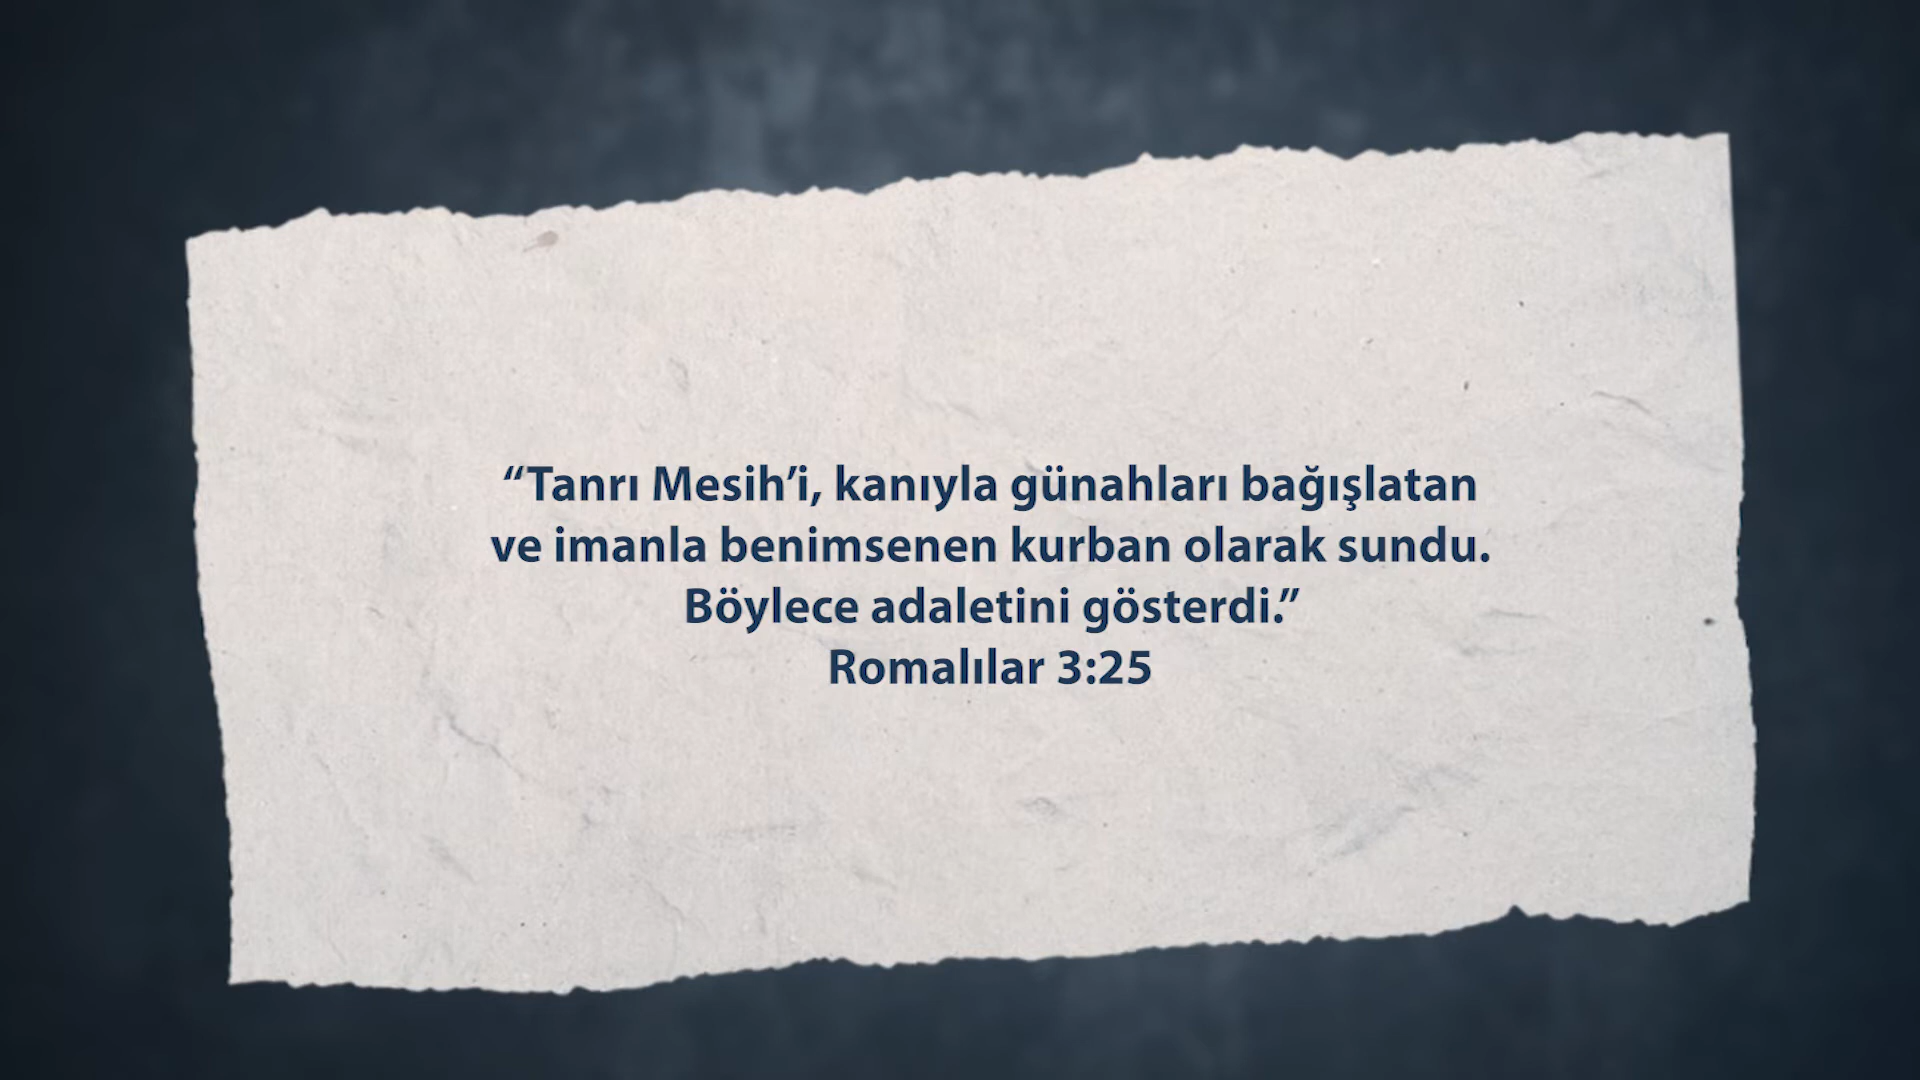 “Tanrı Mesih’i, kanıyla günahları bağışlatan
ve imanla benimsenen kurban olarak sundu.
Böylece adaletini gösterdi.”
Romalılar 3:25